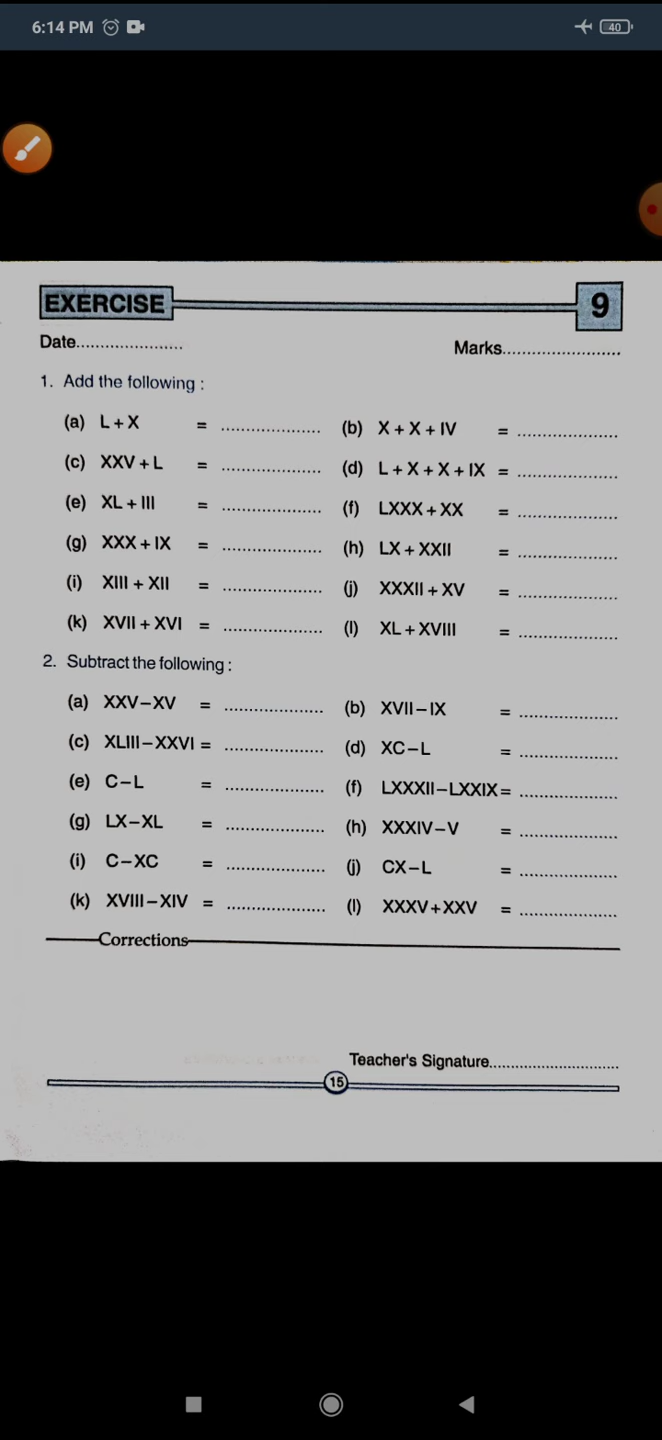 6:14 PM 40
EXERCISE 9
Date.....................
Marks.........................
1. Add the following :
(a) L+X = .................... (b) X + X + IV = ....................
(c) XXV + L = .................... (d) L + X + X + IX = ....................
(e) XL + III = .................... (f) LXXX + XX = ....................
(g) XXX + IX = .................... (h) LX + XXII = ....................
(i) XIII + XII = .................... (j) XXXII + XV = ....................
(k) XVII + XVI = .................... (l) XL + XVIII = ....................
2. Subtract the following :
(a) XXV–XV = .................... (b) XVII–IX = ....................
(c) XLIII–XXVI = .................... (d) XC–L = ....................
(e) C–L = .................... (f) LXXXII–LXXIX = ....................
(g) LX–XL = .................... (h) XXXIV–V = ....................
(i) C–XC = .................... (j) CX–L = ....................
(k) XVIII–XIV = .................... (l) XXXV+XXV = ....................
Corrections
Teacher's Signature............................
15